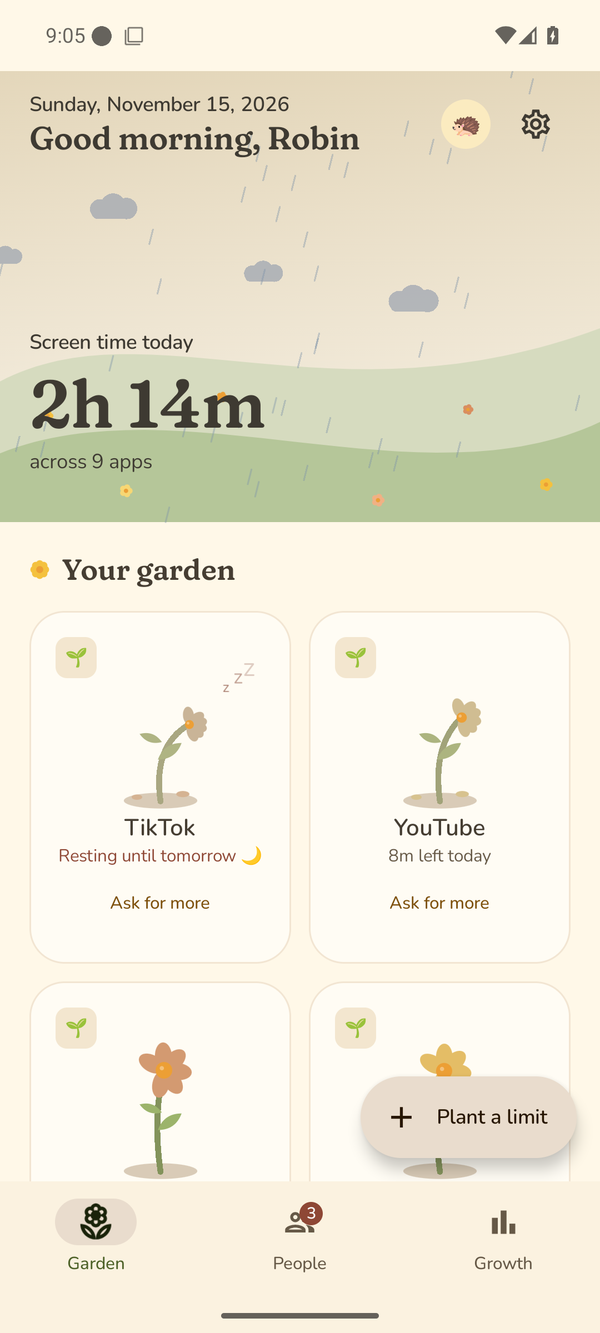 9:05
Sunday, November 15, 2026
Good morning, Robin
Screen time today
2h 14m
across 9 apps
Your garden
z z Z
TikTok
Resting until tomorrow 🌙
Ask for more
YouTube
8m left today
Ask for more
+ Plant a limit
3
Garden
People
Growth